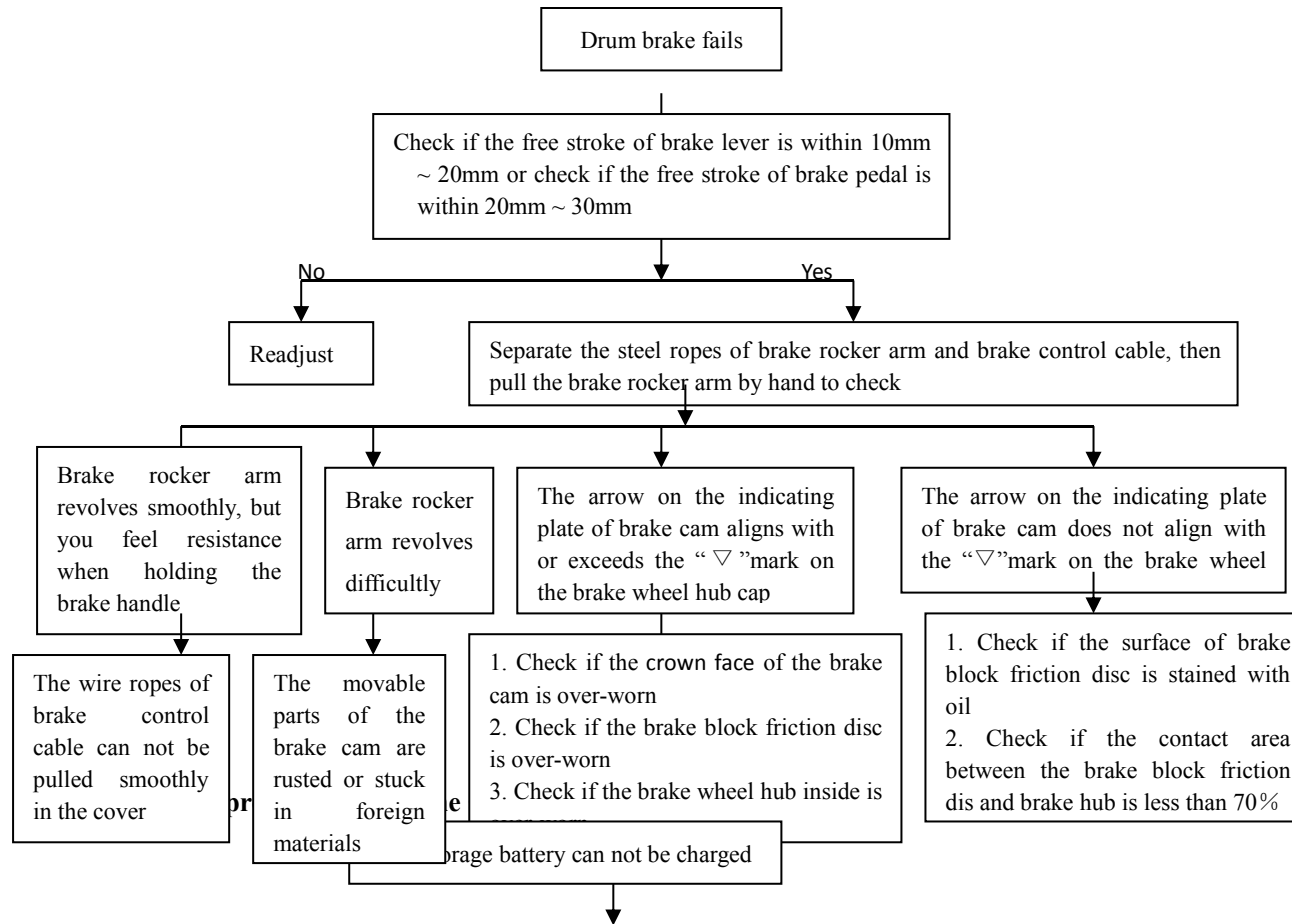 Drum brake fails
Check if the free stroke of brake lever is within 10mm
~ 20mm or check if the free stroke of brake pedal is
within 20mm ~ 30mm
No
Yes
Readjust
Separate the steel ropes of brake rocker arm and brake control cable, then
pull the brake rocker arm by hand to check
Brake rocker arm
revolves smoothly, but
you feel resistance
when holding the
brake handle
Brake rocker
arm revolves
difficultly
The arrow on the indicating
plate of brake cam aligns with
or exceeds the “ ▽ ”mark on
the brake wheel hub cap
The arrow on the indicating plate
of brake cam does not align with
the “▽”mark on the brake wheel
The wire ropes of
brake control
cable can not be
pulled smoothly
in the cover
The movable
parts of the
brake cam are
rusted or stuck
in foreign
materials
1. Check if the crown face of the brake
cam is over-worn
2. Check if the brake block friction disc
is over-worn
3. Check if the brake wheel hub inside is
1. Check if the surface of brake
block friction disc is stained with
oil
2. Check if the contact area
between the brake block friction
dis and brake hub is less than 70％
battery can not be charged